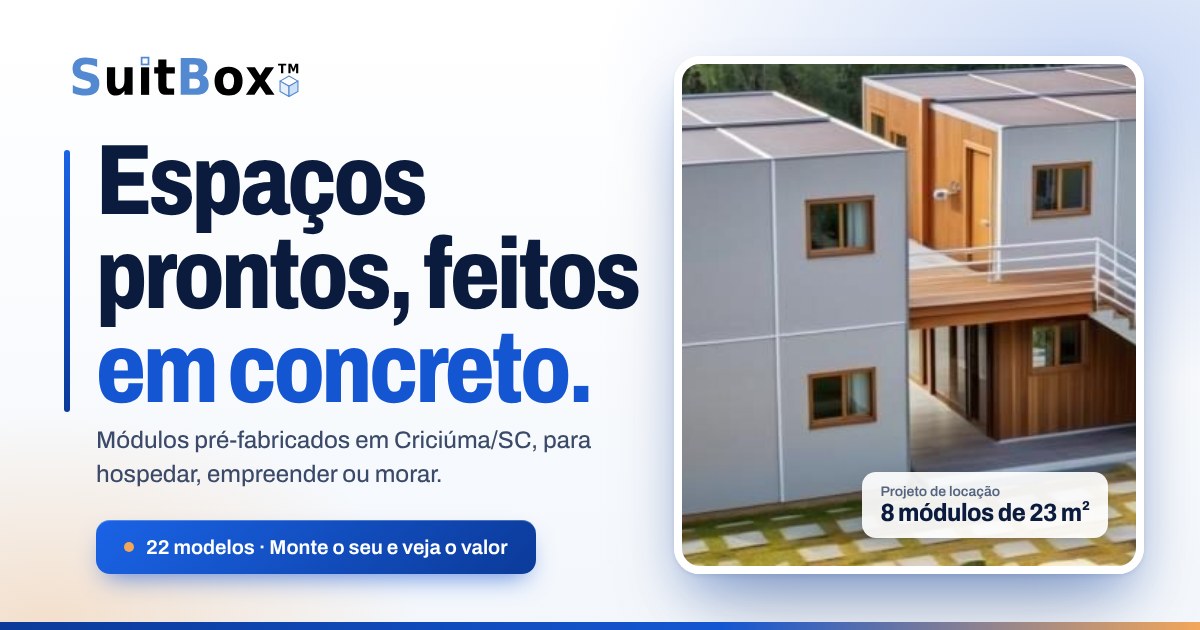 SuitBox™
Espaços
prontos, feitos
em concreto.
Módulos pré-fabricados em Criciúma/SC, para
hospedar, empreender ou morar.
22 modelos · Monte o seu e veja o valor
Projeto de locação
8 módulos de 23 m²